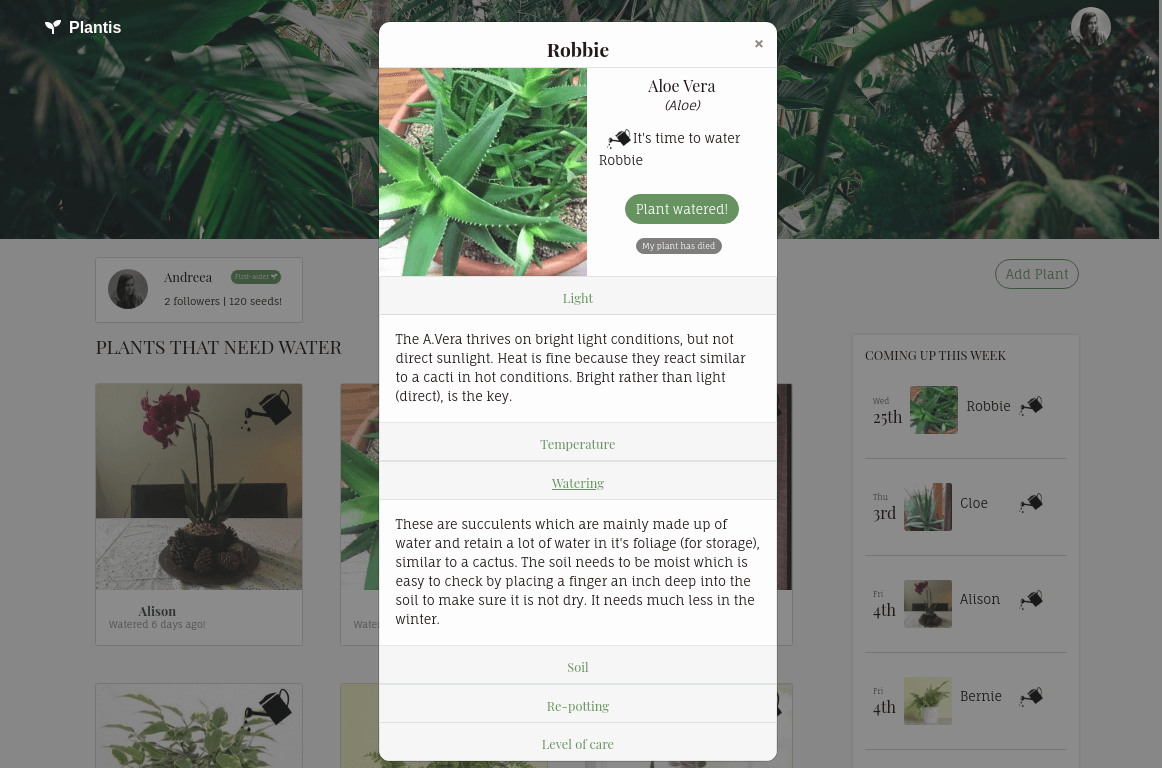 Plantis
Robbie
×
Aloe Vera
(Aloe)
It's time to water
Robbie
Plant watered!
My plant has died
Light
The A.Vera thrives on bright light conditions, but not
direct sunlight. Heat is fine because they react similar
to a cacti in hot conditions. Bright rather than light
(direct), is the key.
Temperature
Watering
These are succulents which are mainly made up of
water and retain a lot of water in it's foliage (for storage),
similar to a cactus. The soil needs to be moist which is
easy to check by placing a finger an inch deep into the
soil to make sure it is not dry. It needs much less in the
winter.
Soil
Re-potting
Level of care
Andreea
First-aider
2 followers | 120 seeds!
Add Plant
PLANTS THAT NEED WATER
Alison
Watered 6 days ago!
COMING UP THIS WEEK
Wed
25th
Robbie
Thu
3rd
Cloe
Fri
4th
Alison
Fri
4th
Bernie